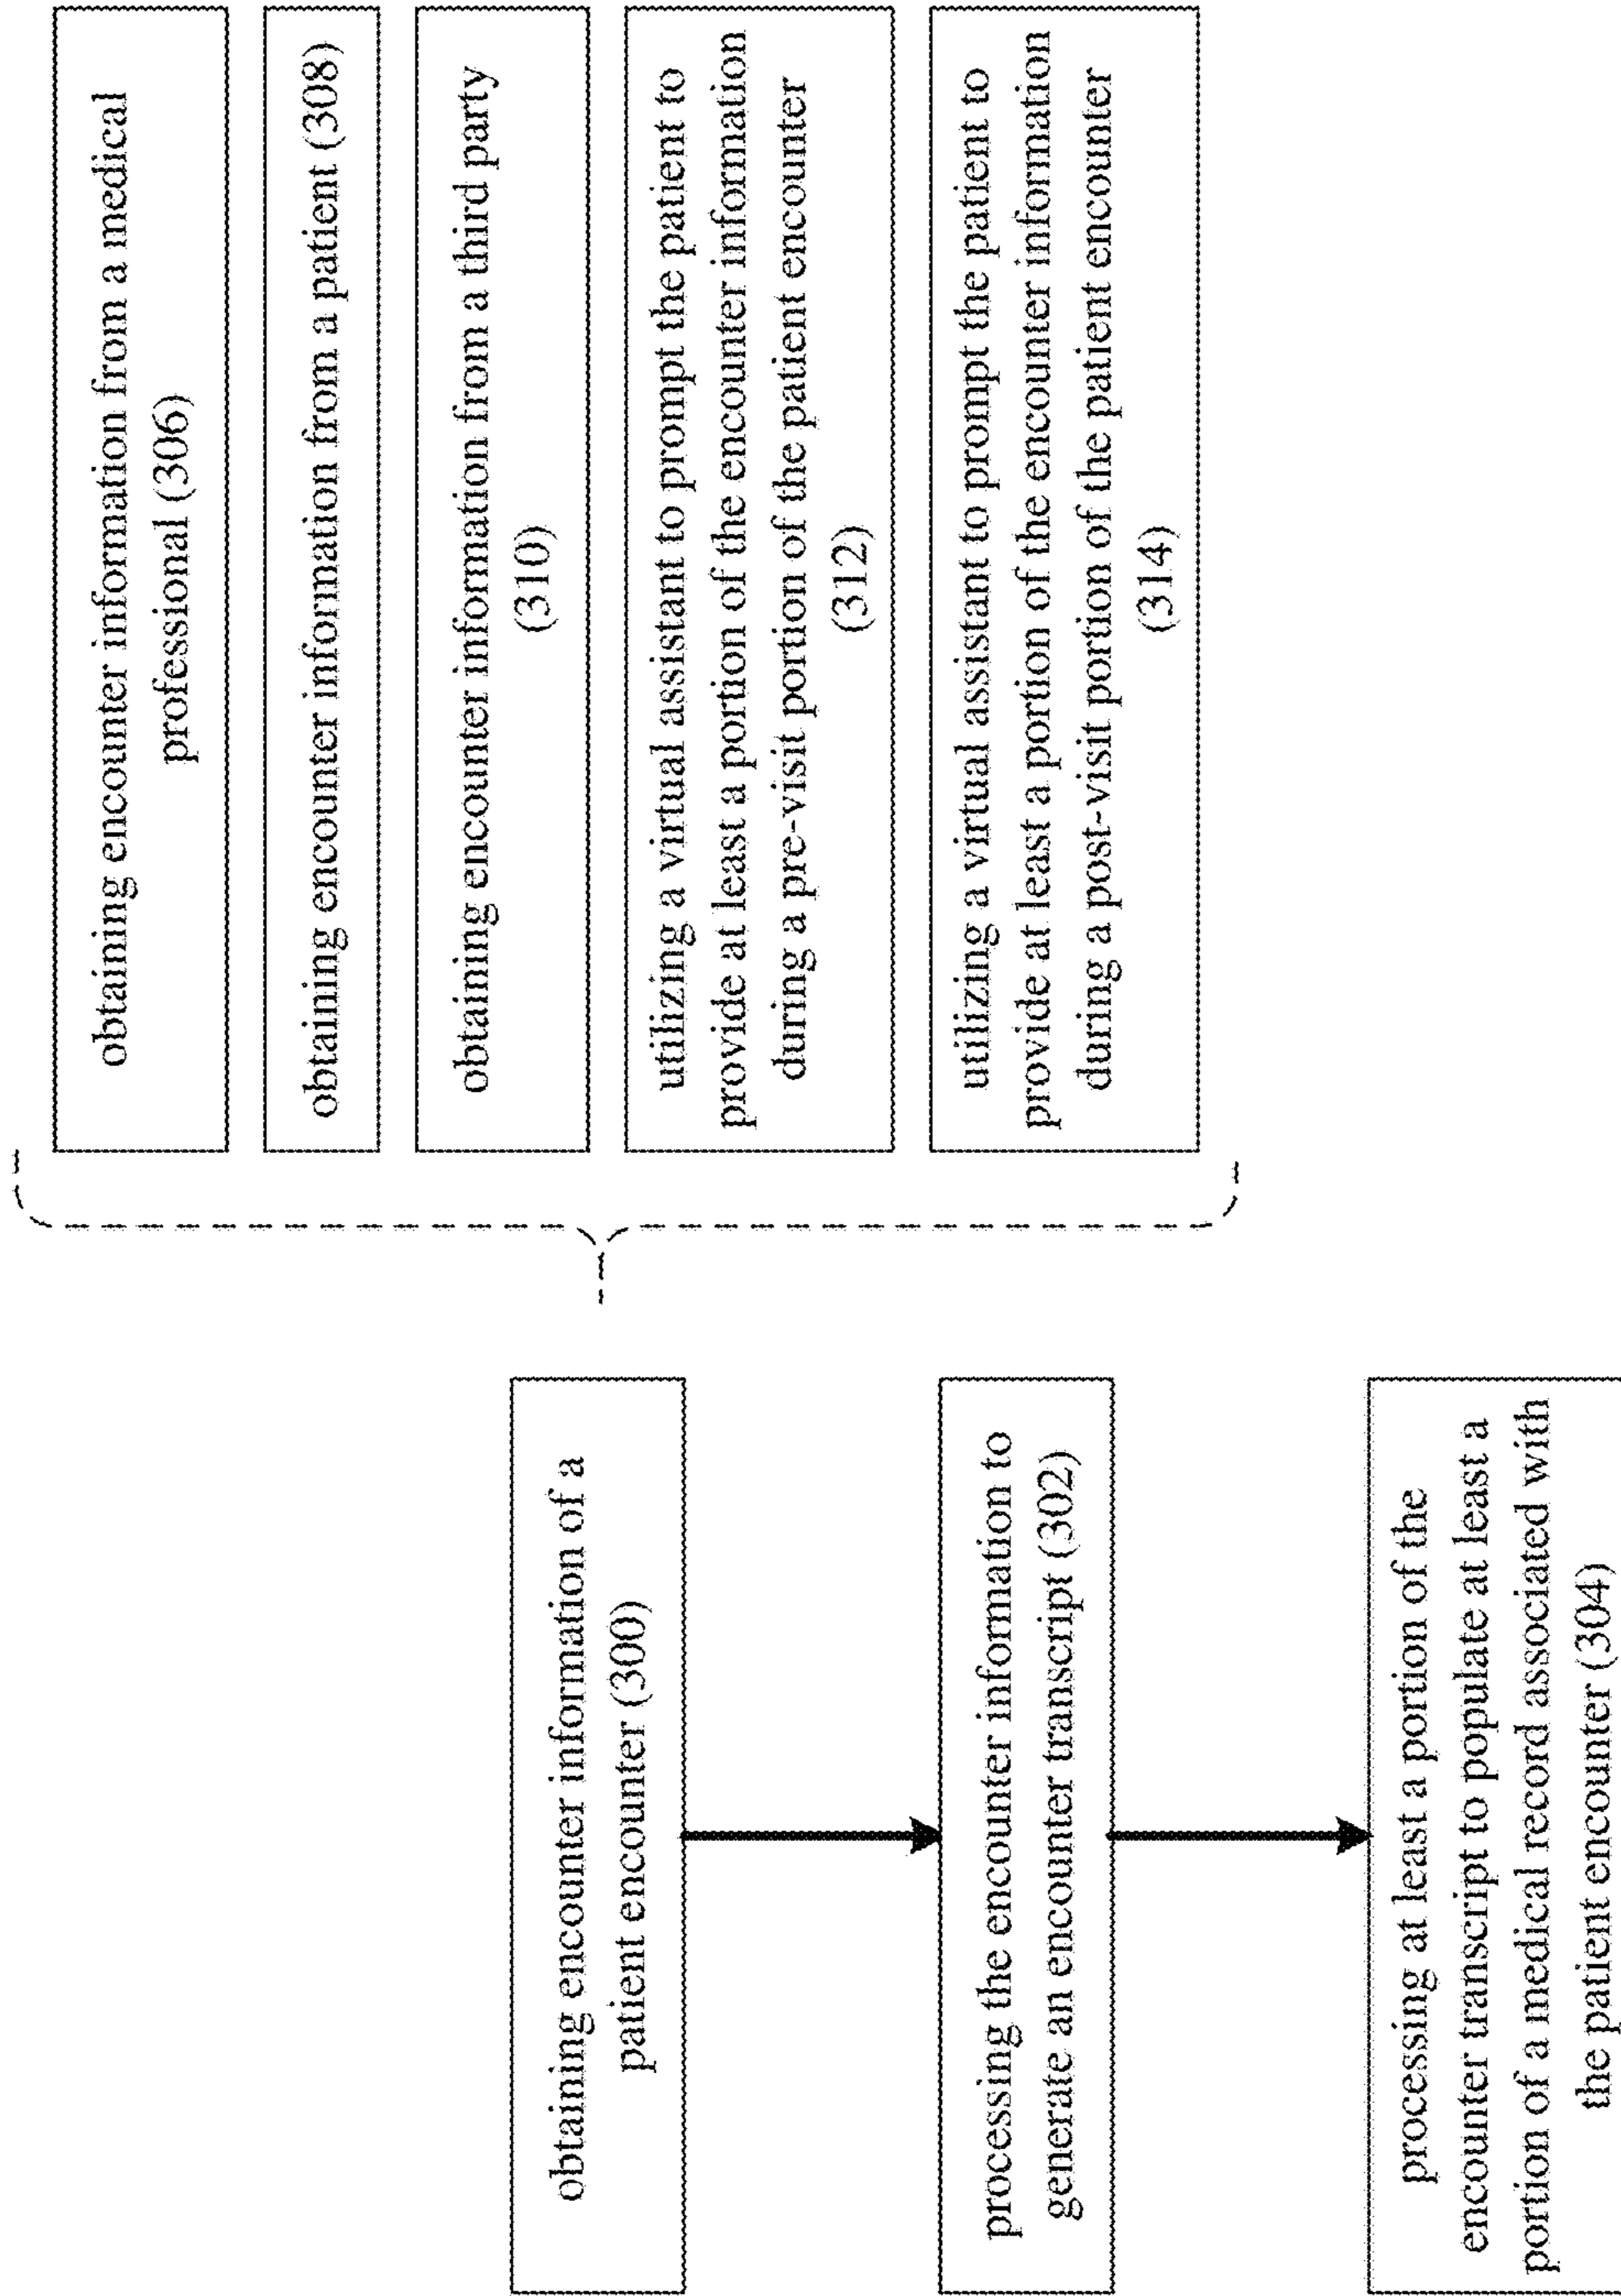 obtaining encounter information of a
patient encounter (300)
processing the encounter information to
generate an encounter transcript (302)
processing at least a portion of the
encounter transcript to populate at least a
portion of a medical record associated with
the patient encounter (304)
obtaining encounter information from a medical
professional (306)
obtaining encounter information from a patient (308)
obtaining encounter information from a third party
(310)
utilizing a virtual assistant to prompt the patient to
provide at least a portion of the encounter information
during a pre-visit portion of the patient encounter
(312)
utilizing a virtual assistant to prompt the patient to
provide at least a portion of the encounter information
during a post-visit portion of the patient encounter
(314)